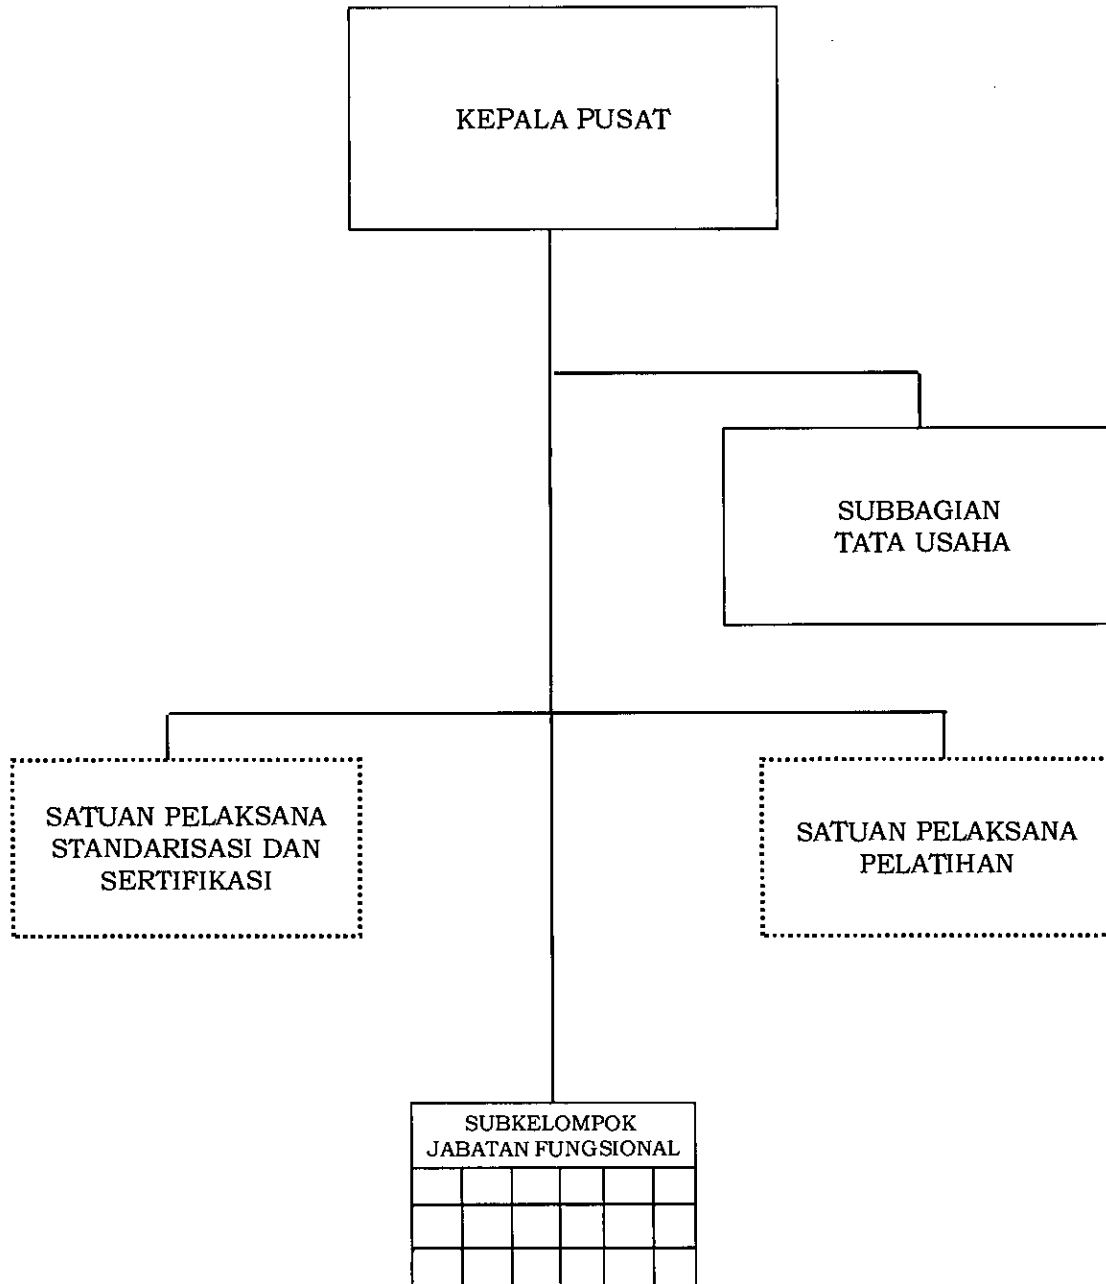 KEPALA PUSAT
SUBBAGIAN
TATA USAHA
SATUAN PELAKSANA
STANDARISASI DAN
SERTIFIKASI
SATUAN PELAKSANA
PELATIHAN
SUBKELOMPOK
JABATAN FUNGSIONAL